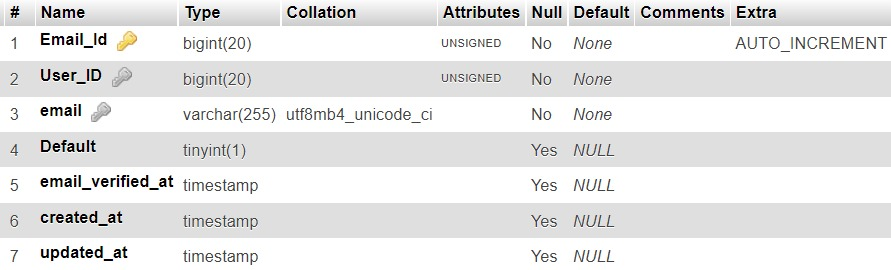 # Name Type Collation Attributes Null Default Comments Extra
1 Email_Id bigint(20) UNSIGNED No None AUTO_INCREMENT
2 User_ID bigint(20) UNSIGNED No None
3 email varchar(255) utf8mb4_unicode_ci No None
4 Default tinyint(1) Yes NULL
5 email_verified_at timestamp Yes NULL
6 created_at timestamp Yes NULL
7 updated_at timestamp Yes NULL